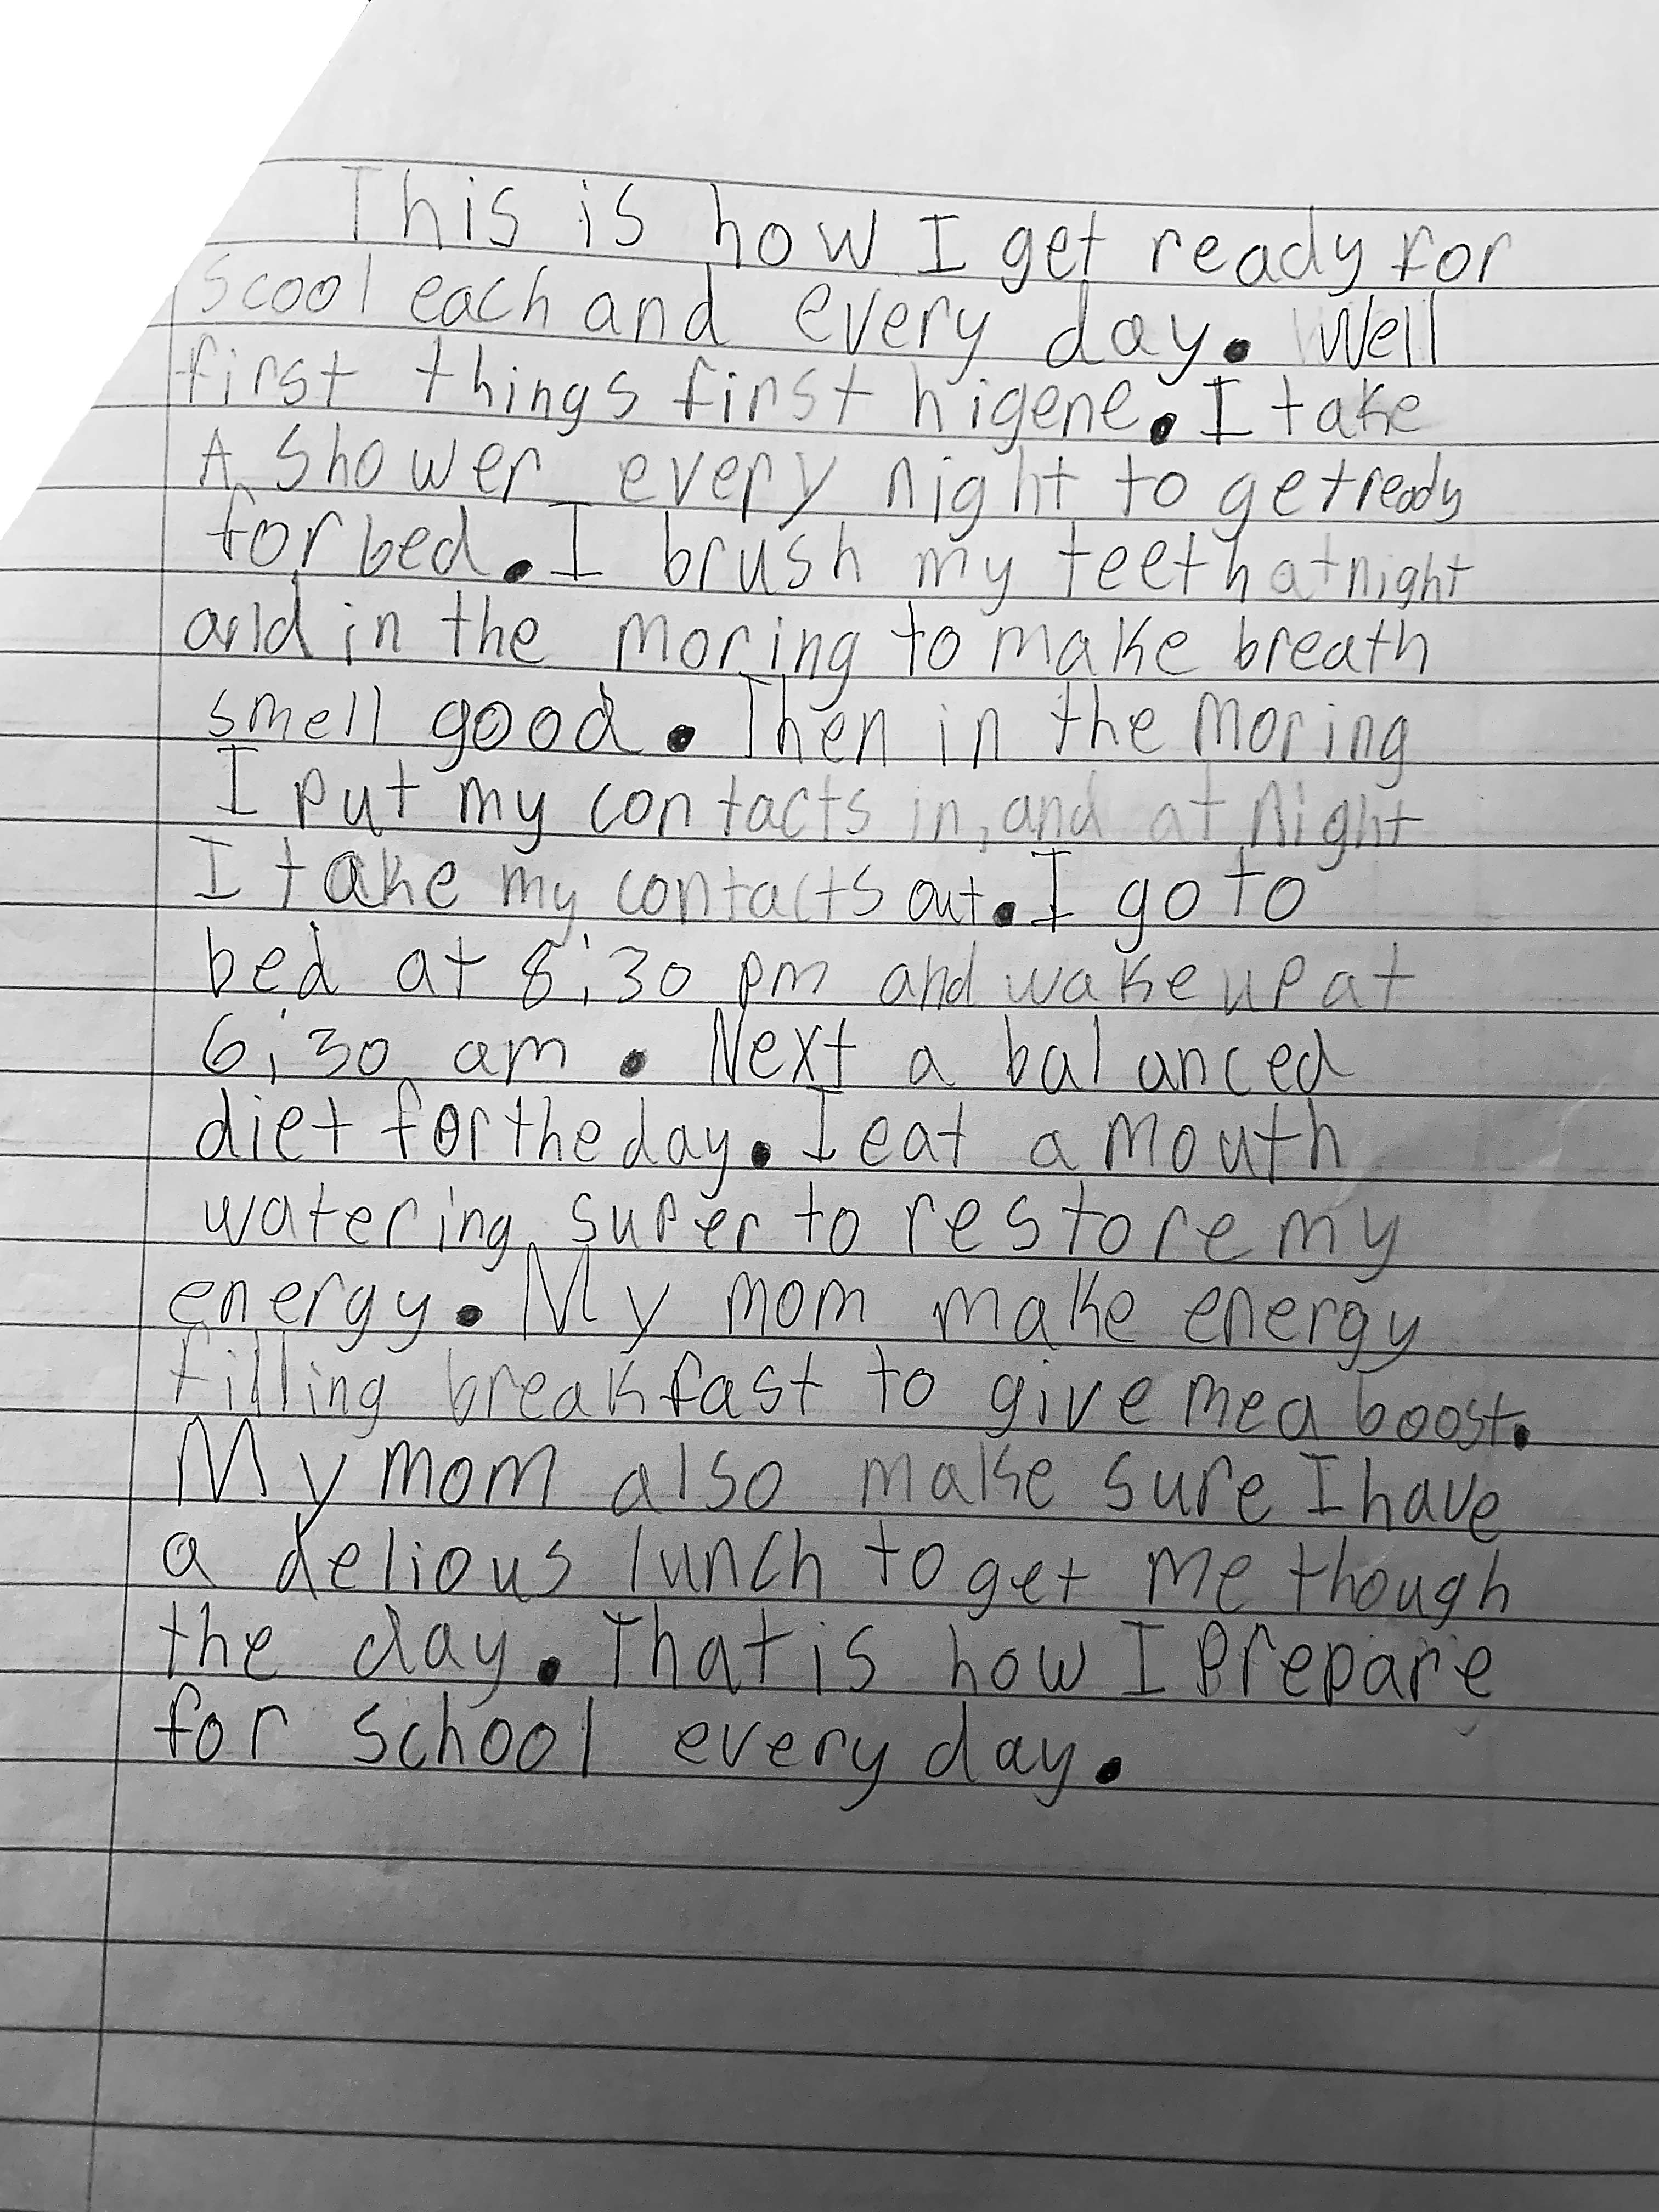 This is how I get ready for
scool each and every day. Well
first things first higene. I take
A shower every night to get ready
for bed. I brush my teeth at night
and in the moring to make breath
smell good. Then in the moring
I put my contacts in, and at night
I take my contacts out. I go to
bed at 8:30 pm and wake up at
6:30 am. Next a balanced
diet for the day. I eat a mouth
watering super to restore my
energy. My mom make energy
filling breakfast to give me a boost.
My mom also make sure I have
a delious lunch to get me though
the day. That is how I prepare
for school every day.